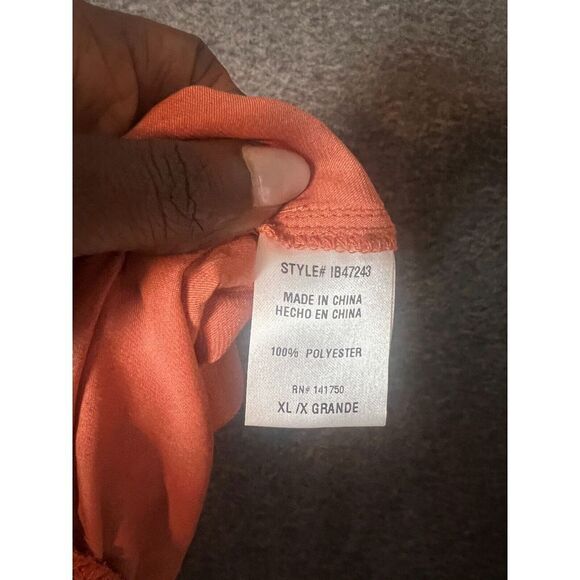 STYLE# IB47243
MADE IN CHINA
HECHO EN CHINA
100% POLYESTER
RN# 141750
XL /X GRANDE